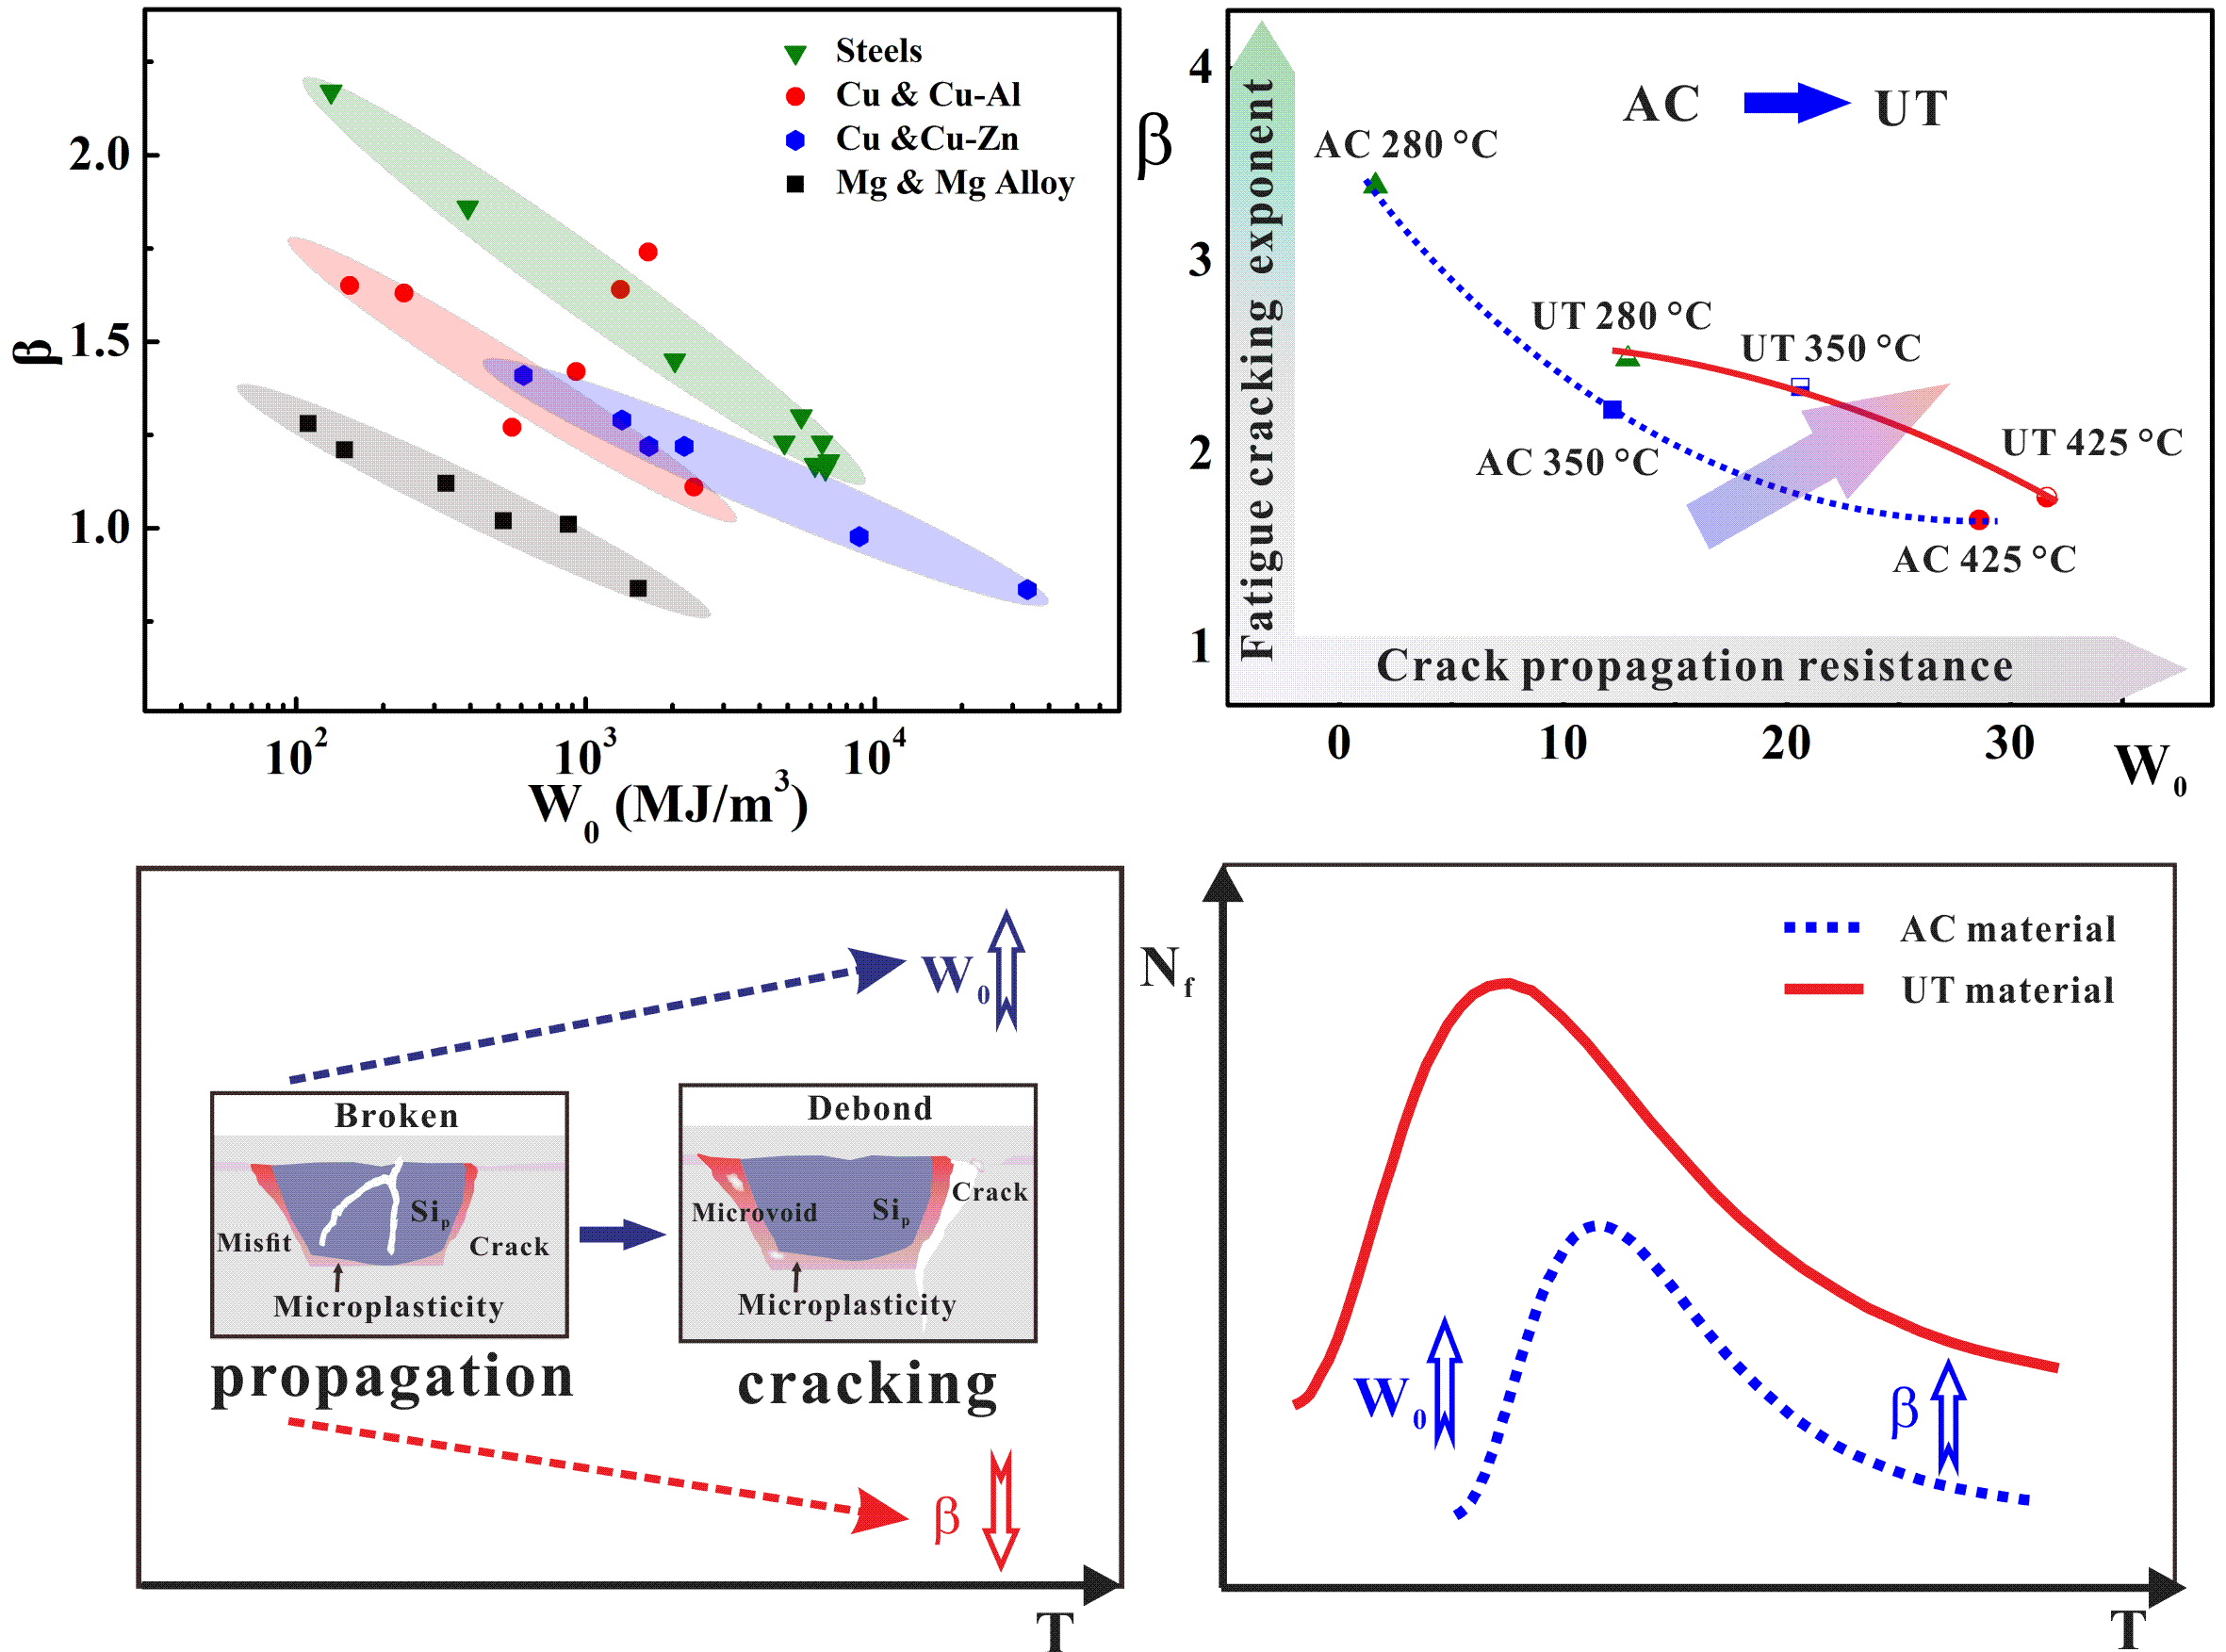 Steels
Cu & Cu-Al
Cu &Cu-Zn
Mg & Mg Alloy
2.0
1.5
1.0
β
10² 10³ 10⁴
W₀ (MJ/m³)
4
3
2
1
β
Fatigue cracking exponent
AC UT
AC 280 °C
UT 280 °C
UT 350 °C
AC 350 °C
UT 425 °C
AC 425 °C
Crack propagation resistance
0 10 20 30
W₀
W₀
Broken
Misfit
Siₚ
Crack
Microplasticity
propagation
Debond
Microvoid
Siₚ
Crack
Microplasticity
cracking
β
T
N_f
AC material
UT material
W₀
β
T